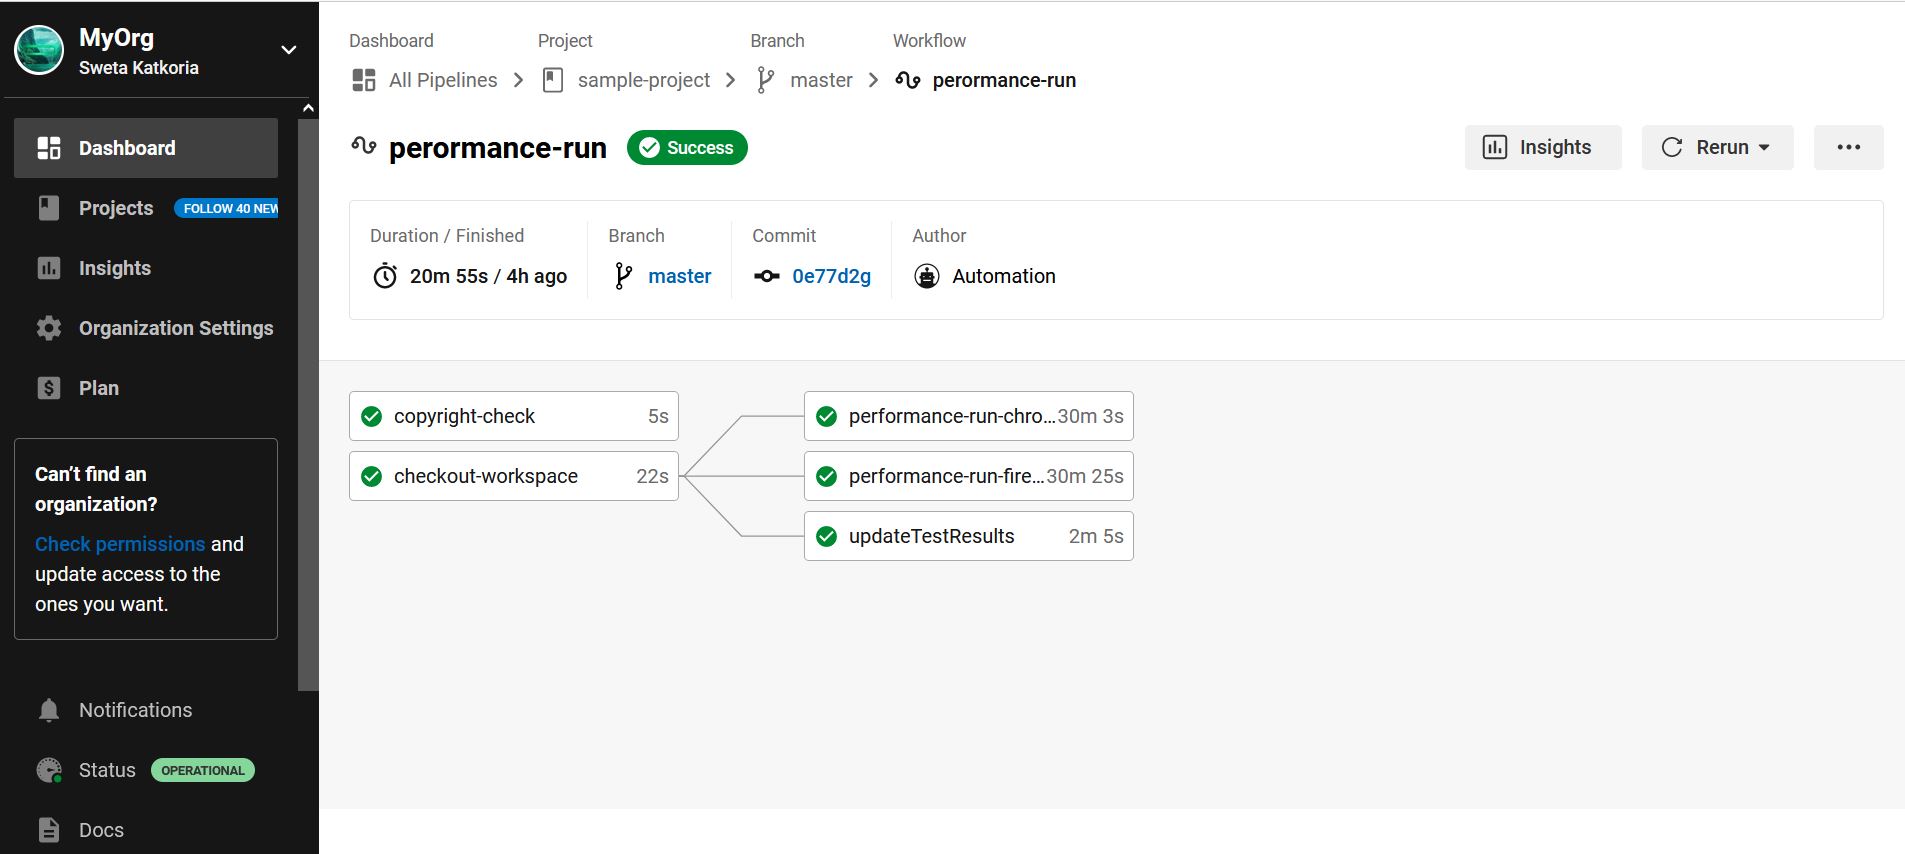 MyOrg
Sweta Katkoria
Dashboard
Projects FOLLOW 40 NEW
Insights
Organization Settings
Plan
Can’t find an
organization?
Check permissions and
update access to the
ones you want.
Notifications
Status OPERATIONAL
Docs
Dashboard Project Branch Workflow
All Pipelines sample-project master perormance-run
perormance-run Success Insights Rerun
Duration / Finished Branch Commit Author
20m 55s / 4h ago master 0e77d2g Automation
copyright-check 5s performance-run-chro... 30m 3s
checkout-workspace 22s performance-run-fire... 30m 25s
updateTestResults 2m 5s